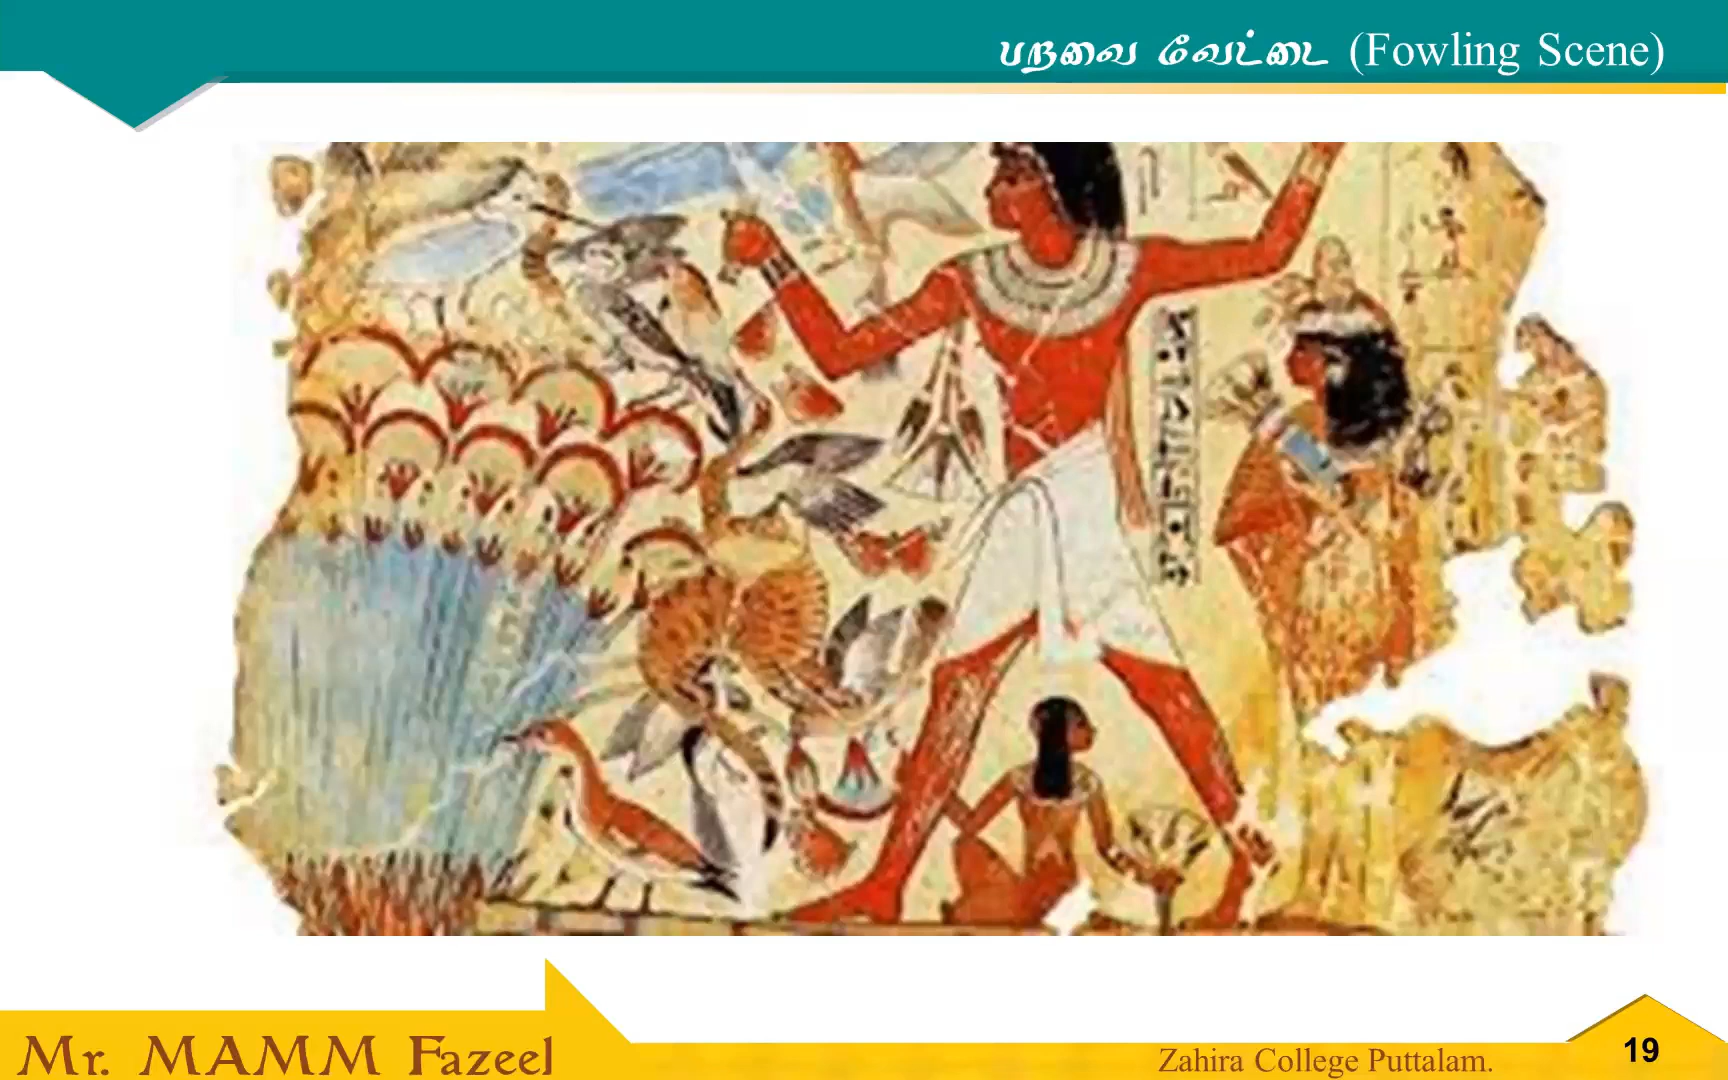 பறவை வேட்டை (Fowling Scene)
Mr. MAMM Fazeel
Zahira College Puttalam.
19